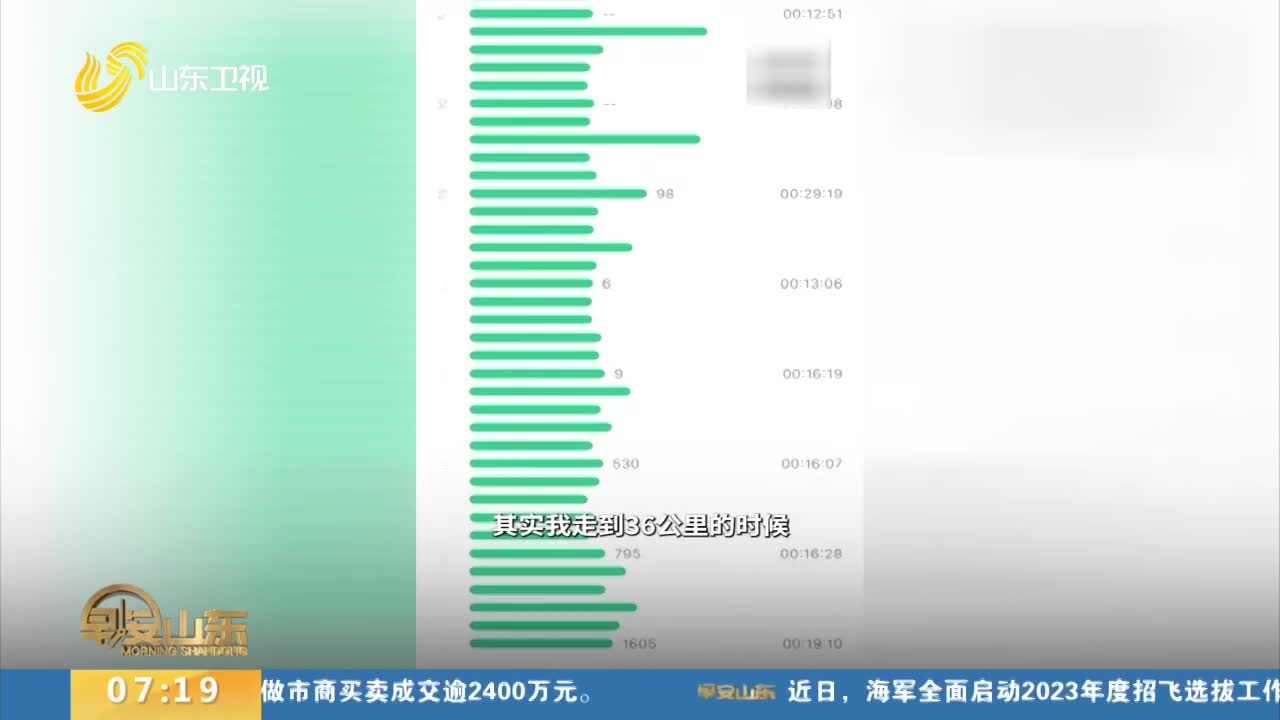 00:12:51
--
山东卫视
--
98
00:29:19
6
00:13:06
9
00:16:19
530
00:16:07
其实我走到36公里的时候
795
00:16:28
早安山东
MORNING SHANDONG
1605
00:19:10
07:19
做市商买卖成交逾2400万元。
早安山东 近日，海军全面启动2023年度招飞选拔工作